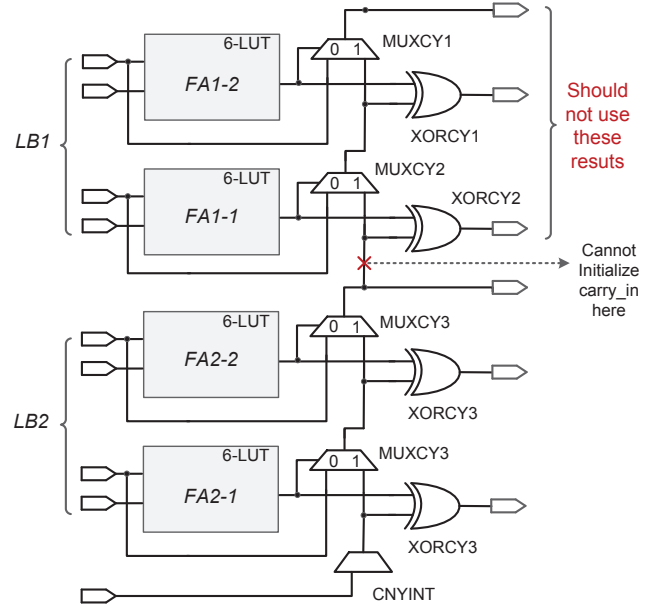 6-LUT
FA1-2
0 1
MUXCY1
XORCY1
LB1
Should
not use
these
resuts
6-LUT
FA1-1
0 1
MUXCY2
XORCY2
Cannot
Initialize
carry_in
here
6-LUT
FA2-2
0 1
MUXCY3
XORCY3
LB2
6-LUT
FA2-1
0 1
MUXCY3
XORCY3
CNYINT